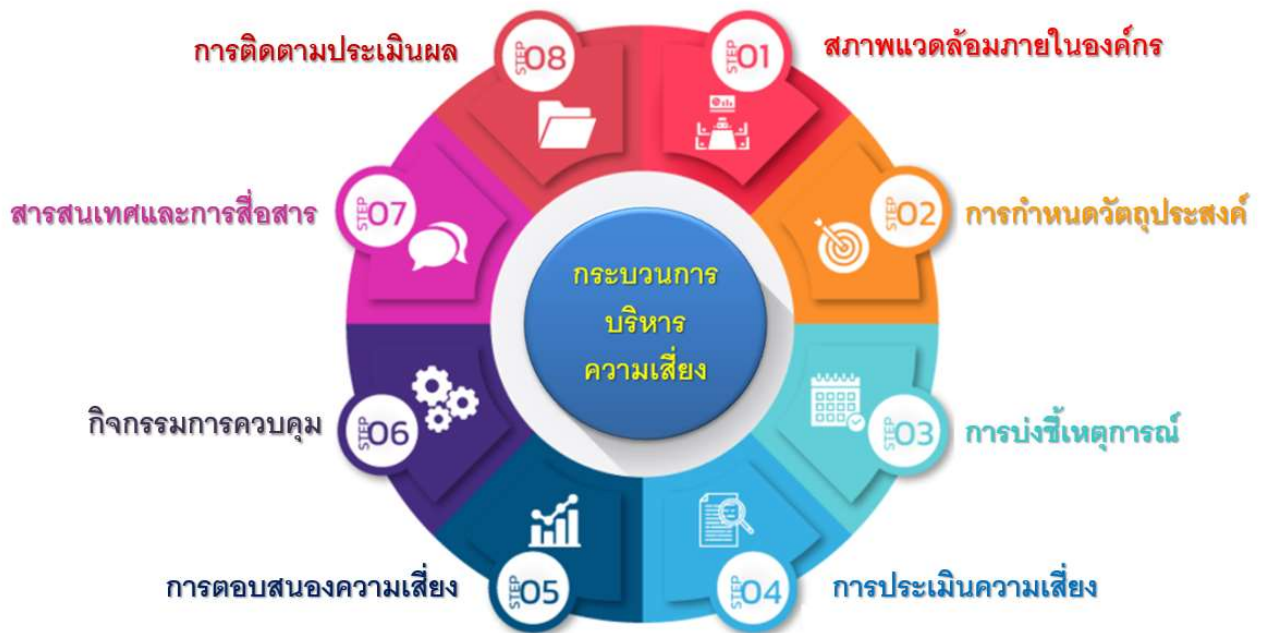 การติดตามประเมินผล
STEP 08
STEP 01
สภาพแวดล้อมภายในองค์กร
สารสนเทศและการสื่อสาร
STEP 07
STEP 02
การกำหนดวัตถุประสงค์
กระบวนการ
บริหาร
ความเสี่ยง
กิจกรรมการควบคุม
STEP 06
STEP 03
การบ่งชี้เหตุการณ์
การตอบสนองความเสี่ยง
STEP 05
STEP 04
การประเมินความเสี่ยง